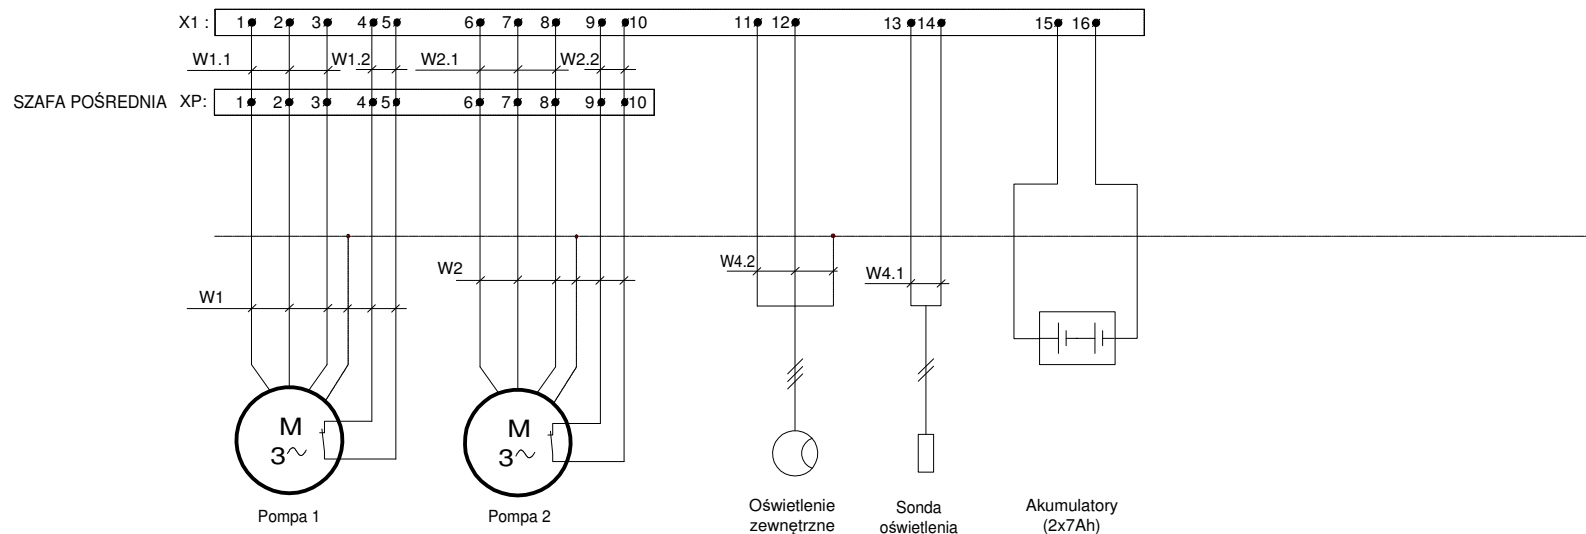 X1 : 1 2 3 4 5 6 7 8 9 10 11 12 13 14 15 16
W1.1 W1.2 W2.1 W2.2
SZAFA POŚREDNIA XP: 1 2 3 4 5 6 7 8 9 10
W4.2
W2
W4.1
W1
M
3~
M
3~
Pompa 1
Pompa 2
Oświetlenie
zewnętrzne
Sonda
oświetlenia
Akumulatory
(2x7Ah)